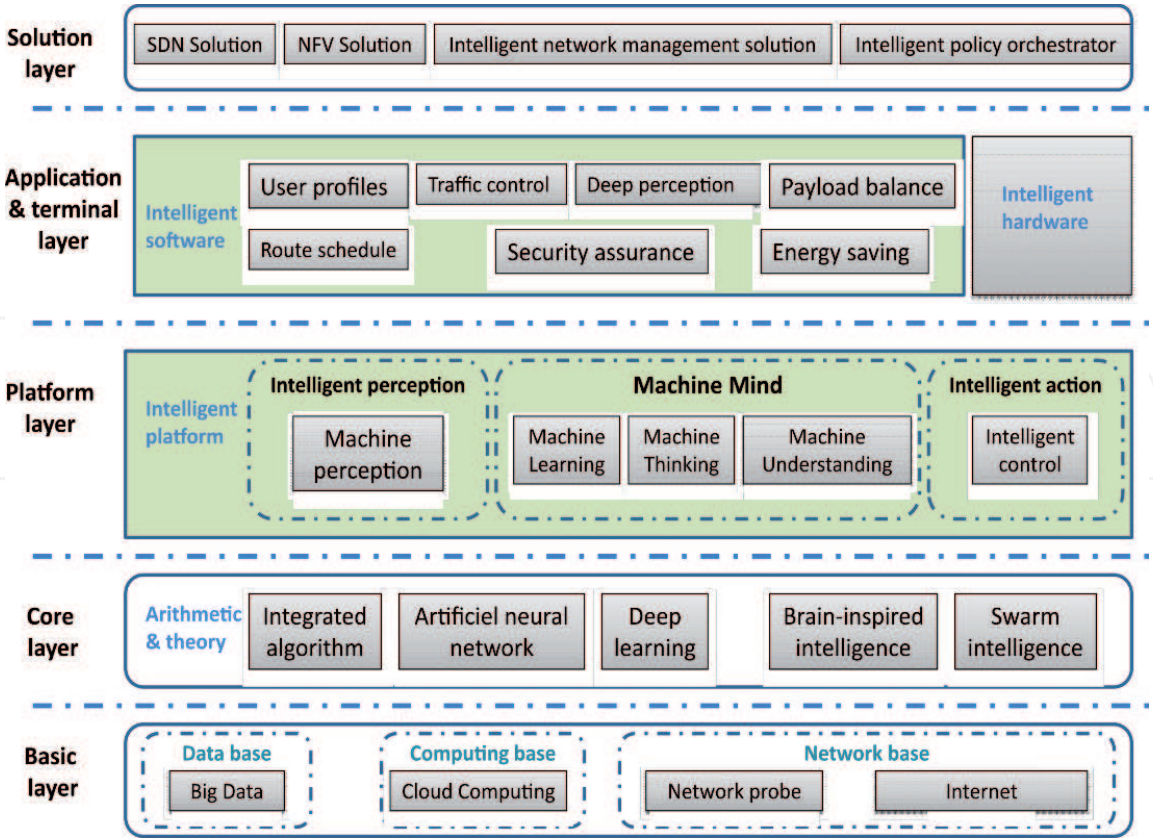 Solution
layer
SDN Solution
NFV Solution
Intelligent network management solution
Intelligent policy orchestrator
Application
& terminal
layer
Intelligent
software
User profiles
Traffic control
Deep perception
Payload balance
Route schedule
Security assurance
Energy saving
Intelligent
hardware
Platform
layer
Intelligent
platform
Intelligent perception
Machine
perception
Machine Mind
Machine
Learning
Machine
Thinking
Machine
Understanding
Intelligent action
Intelligent
control
Core
layer
Arithmetic
& theory
Integrated
algorithm
Artificiel neural
network
Deep
learning
Brain-inspired
intelligence
Swarm
intelligence
Basic
layer
Data base
Big Data
Computing base
Cloud Computing
Network base
Network probe
Internet